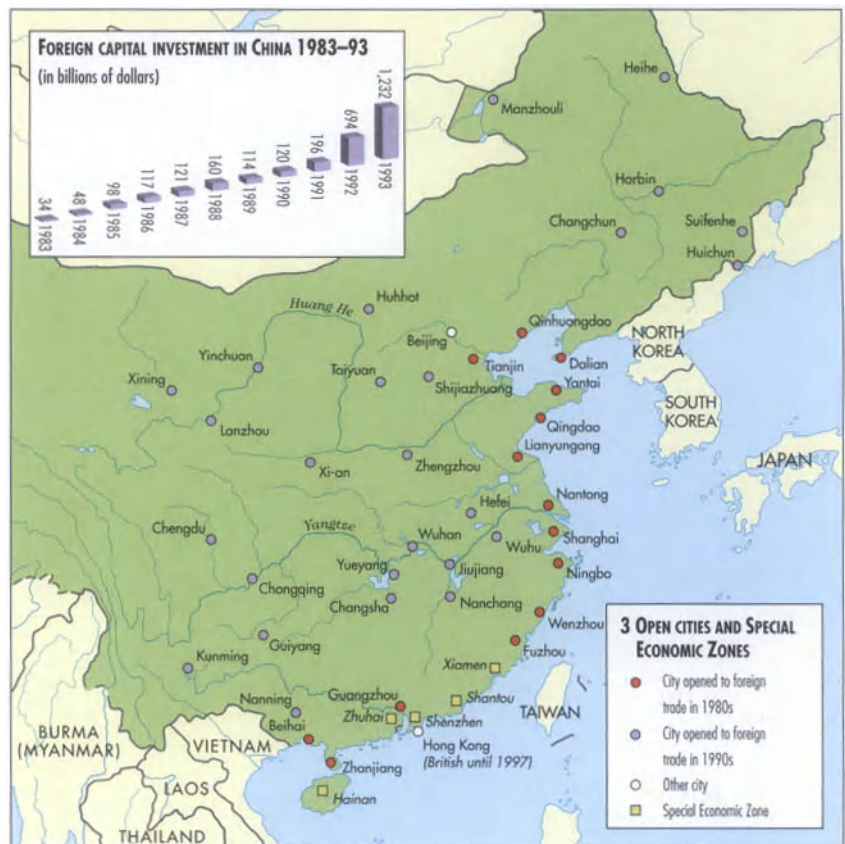 FOREIGN CAPITAL INVESTMENT IN CHINA 1983–93
(in billions of dollars)
34
1983
48
1984
98
1985
117
1986
121
1987
160
1988
114
1989
120
1990
196
1991
694
1992
1,232
1993
Heihe
Manzhouli
Harbin
Changchun
Suifenhe
Huichun
Huhhot
Huang He
Beijing
Qinhuangdao
NORTH
KOREA
Yinchuan
Taiyuan
Tianjin
Dalian
Xining
Shijiazhuang
Yantai
SOUTH
KOREA
Lanzhou
Qingdao
Lianyungang
JAPAN
Xi-an
Zhengzhou
Nantong
Hefei
Chengdu
Yangtze
Wuhan
Wuhu
Shanghai
Yueyang
Jiujiang
Ningbo
Chongqing
Changsha
Nanchang
Wenzhou
Guiyang
Fuzhou
Kunming
Xiamen
Nanning
Guangzhou
Shantou
TAIWAN
Beihai
Zhuhai
Shenzhen
BURMA
(MYANMAR)
VIETNAM
Hong Kong
(British until 1997)
Zhanjiang
LAOS
Hainan
THAILAND
3 OPEN CITIES AND SPECIAL
ECONOMIC ZONES
City opened to foreign
trade in 1980s
City opened to foreign
trade in 1990s
Other city
Special Economic Zone